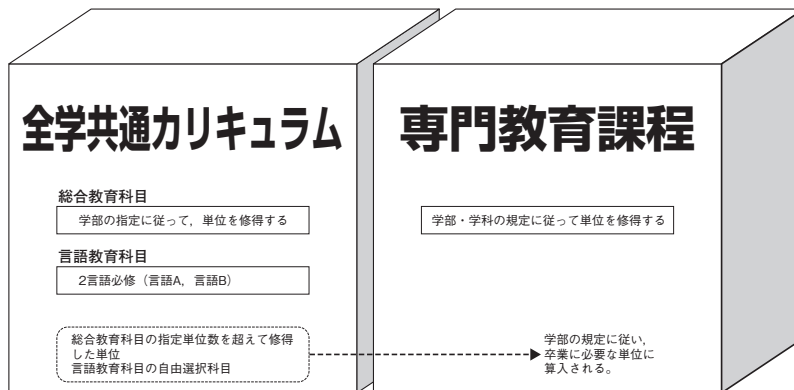 全学共通カリキュラム
総合教育科目
学部の指定に従って，単位を修得する
言語教育科目
2言語必修（言語A，言語B）
総合教育科目の指定単位数を超えて修得
した単位
言語教育科目の自由選択科目
専門教育課程
学部・学科の規定に従って単位を修得する
学部の規定に従い，
卒業に必要な単位に
算入される。